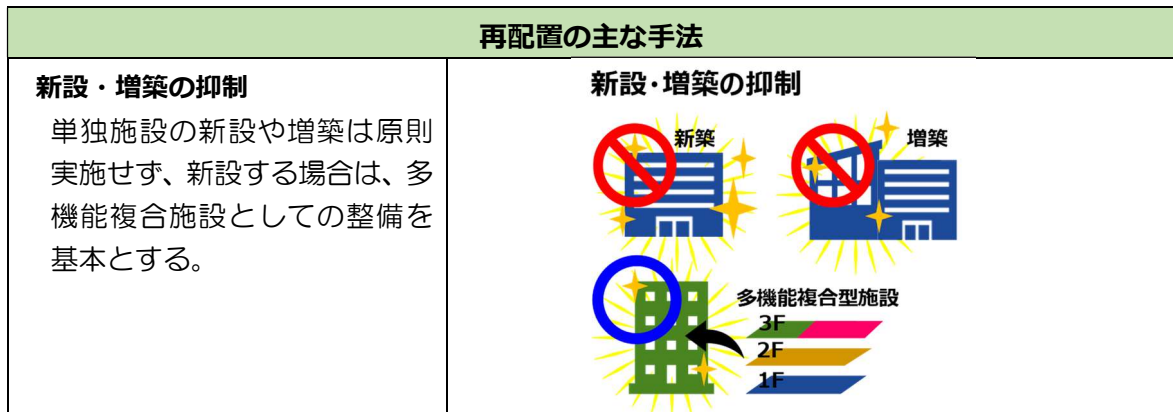 再配置の主な手法
新設・増築の抑制
単独施設の新設や増築は原則
実施せず、新設する場合は、多
機能複合施設としての整備を
基本とする。
新設・増築の抑制
新築
増築
多機能複合型施設
3F
2F
1F